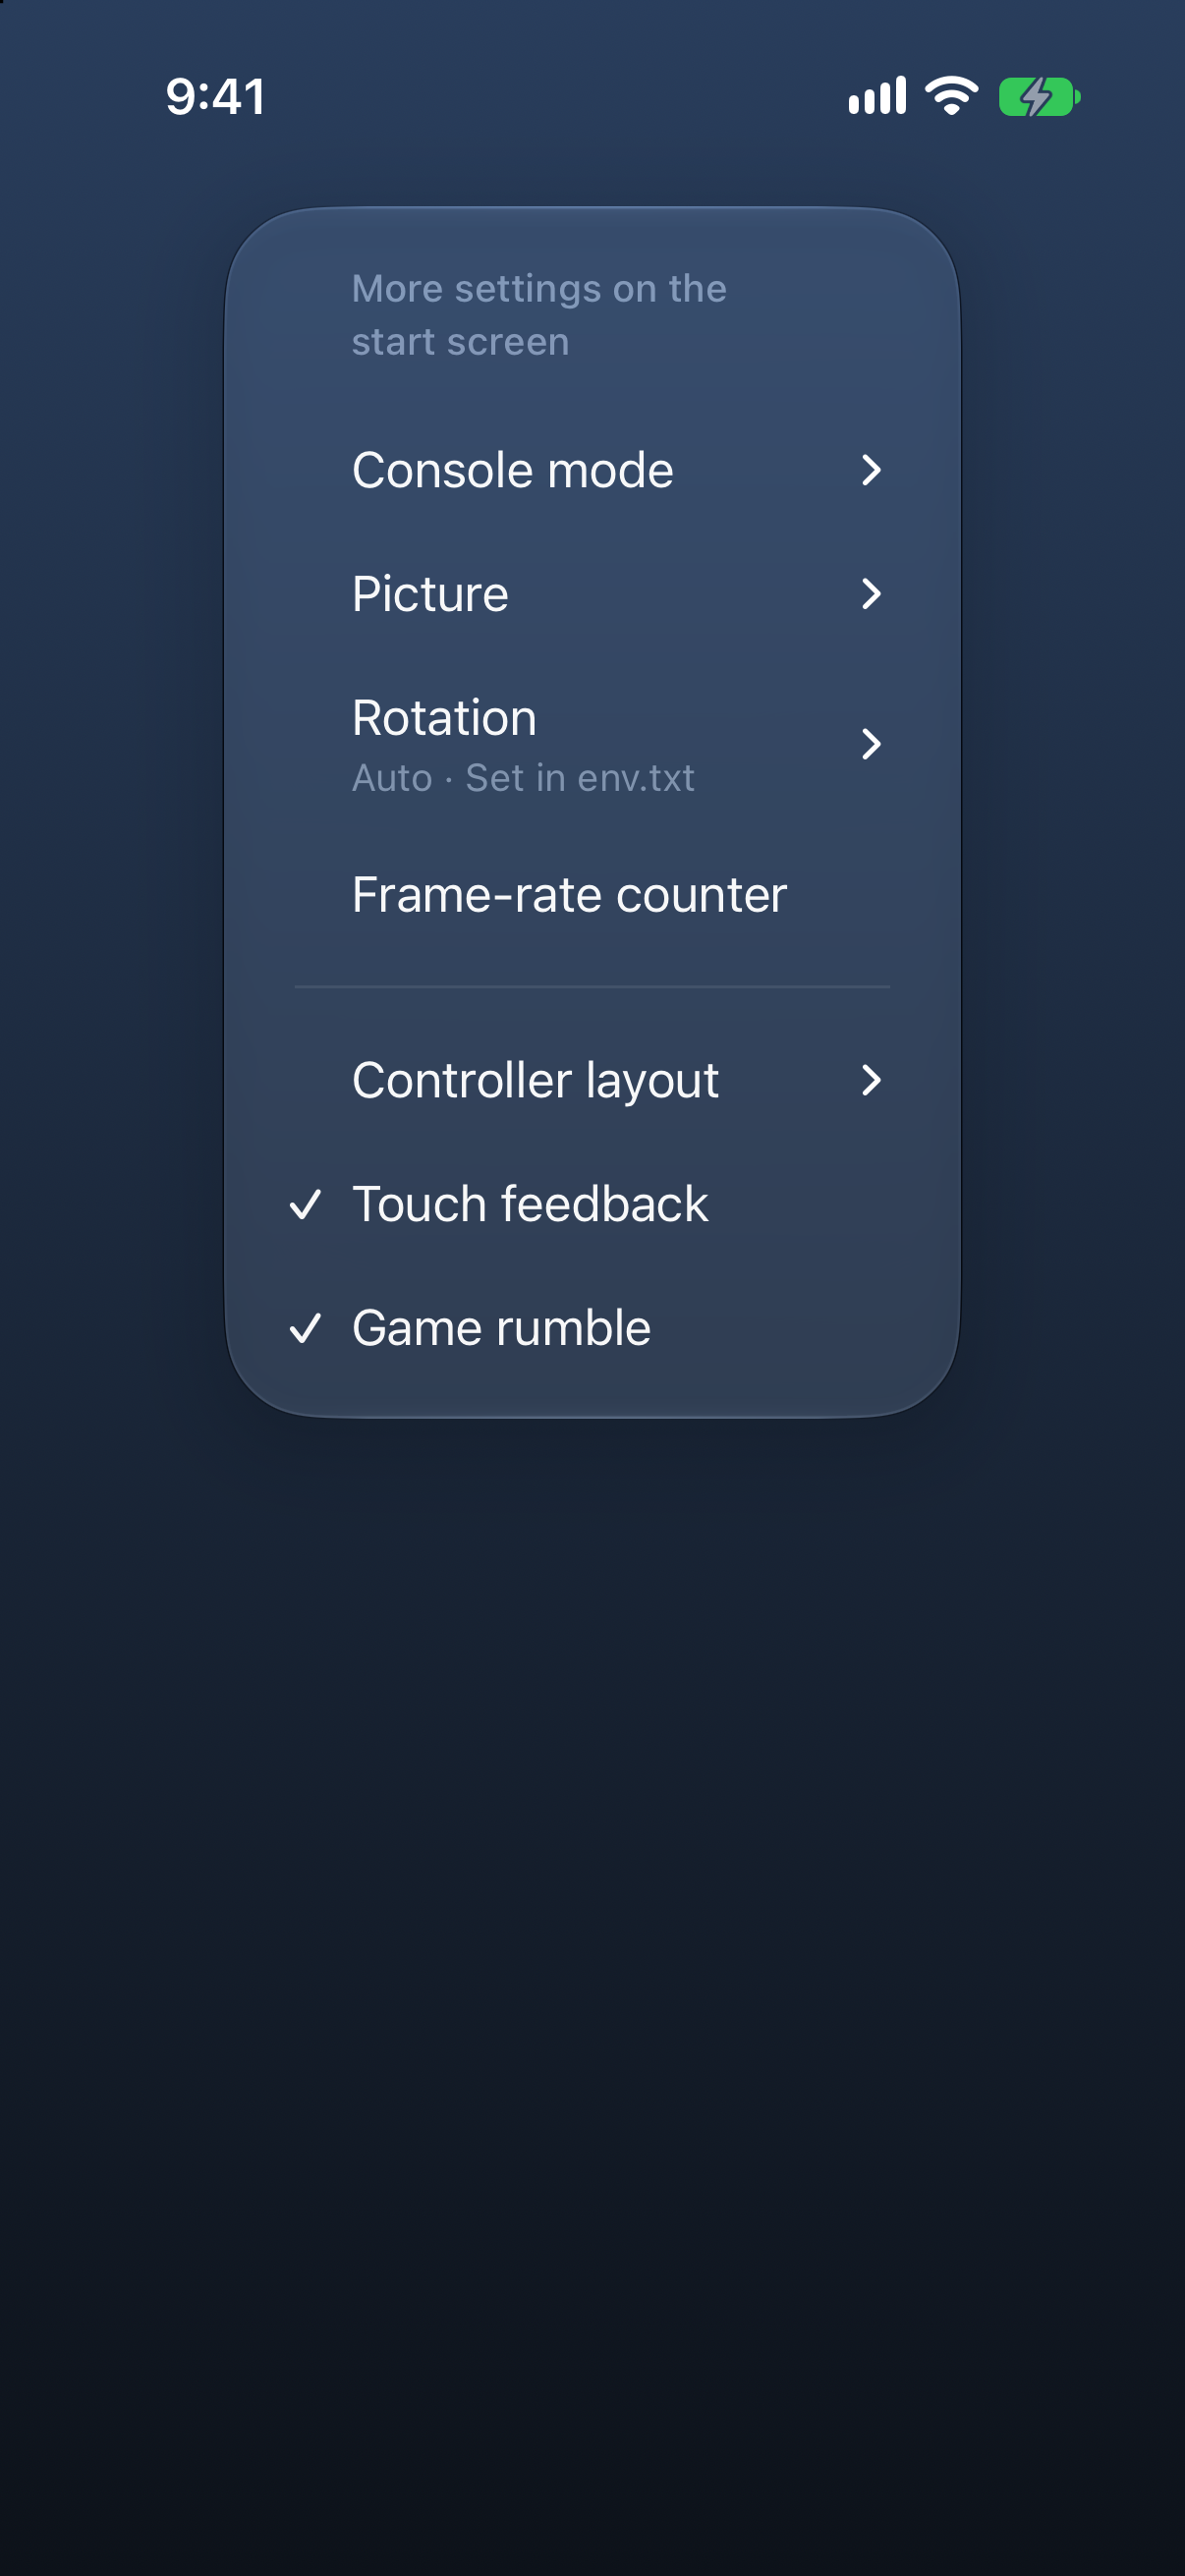 9:41
More settings on the
start screen
Console mode
Picture
Rotation
Auto · Set in env.txt
Frame-rate counter
Controller layout
Touch feedback
Game rumble